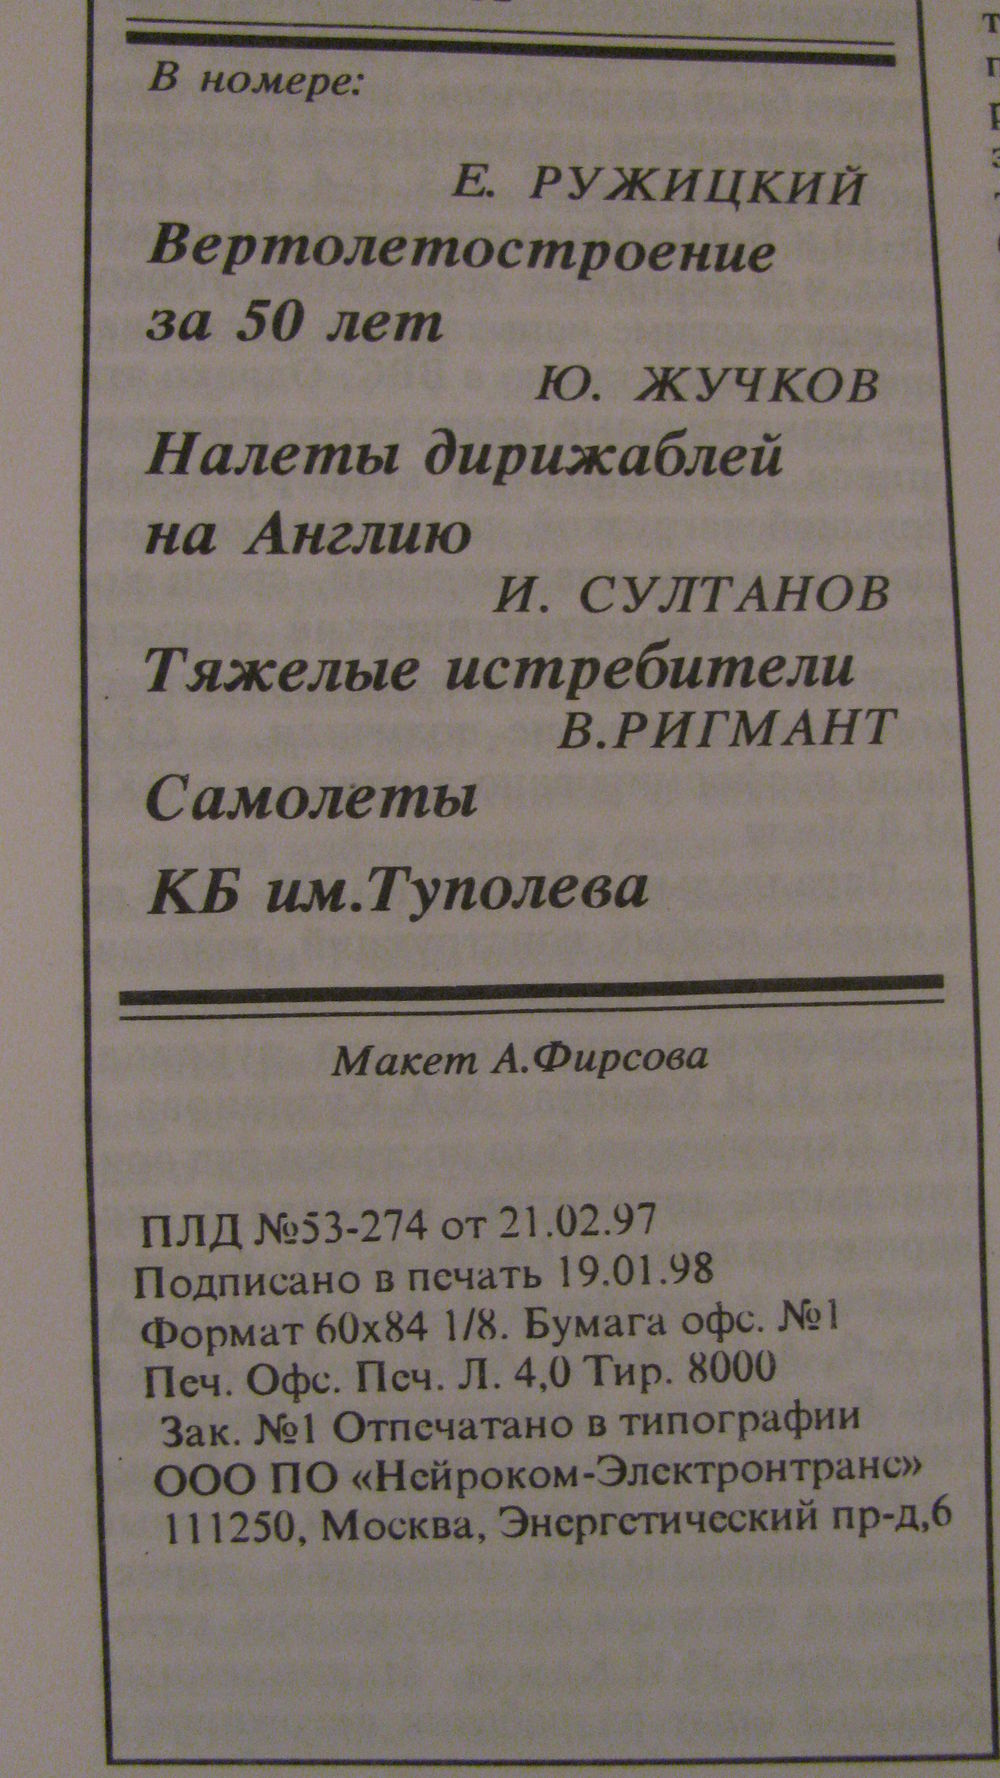 В номере:
Е. РУЖИЦКИЙ
Вертолетостроение
за 50 лет
Ю. ЖУЧКОВ
Налеты дирижаблей
на Англию
И. СУЛТАНОВ
Тяжелые истребители
В.РИГМАНТ
Самолеты
КБ им.Туполева
Макет А.Фирсова
ПЛД №53-274 от 21.02.97
Подписано в печать 19.01.98
Формат 60х84 1/8. Бумага офс. №1
Печ. Офс. Печ. Л. 4,0 Тир. 8000
Зак. №1 Отпечатано в типографии
ООО ПО «Нейроком-Электронтранс»
111250, Москва, Энергетический пр-д,6